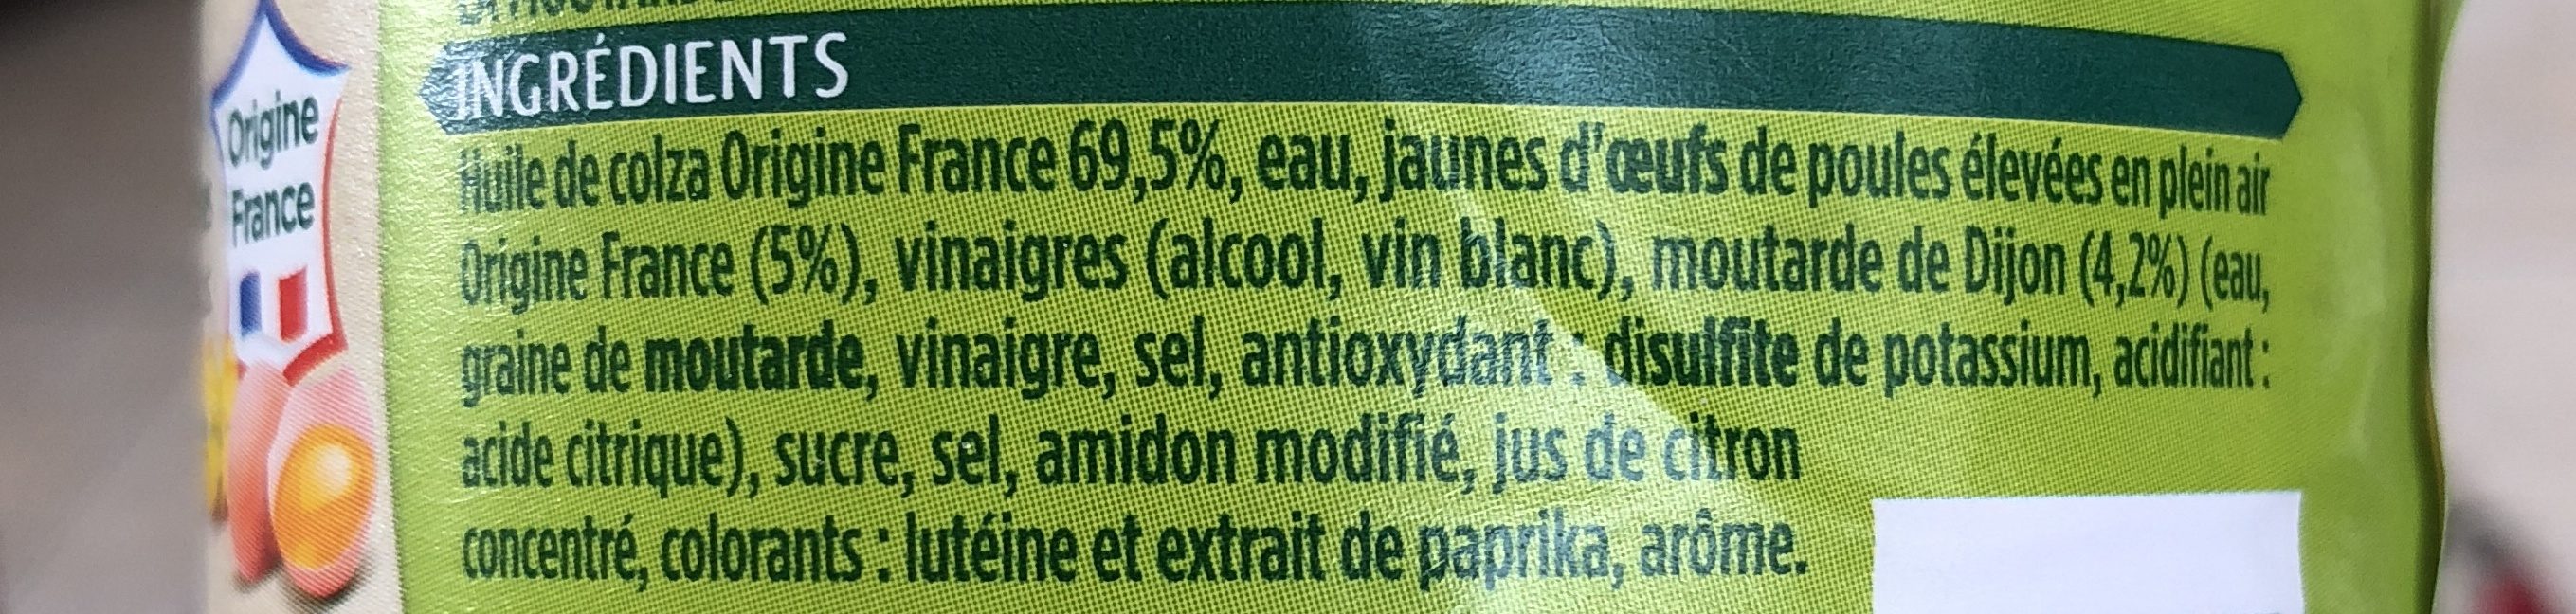 INGRÉDIENTS
Origine
France
Huile de colza Origine France 69,5%, eau, jaunes d'œufs de poules élevées en plein air
Origine France (5%), vinaigres (alcool, vin blanc), moutarde de Dijon (4,2%) (eau,
graine de moutarde, vinaigre, sel, antioxydant : disulfite de potassium, acidifiant :
acide citrique), sucre, sel, amidon modifié, jus de citron
concentré, colorants : lutéine et extrait de paprika, arôme.